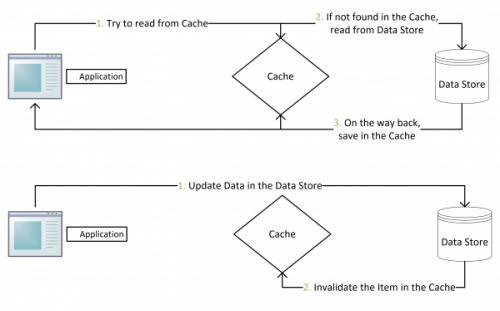 1. Try to read from Cache
2. If not found in the Cache,
read from Data Store
Application
Cache
Data Store
3. On the way back,
save in the Cache
1. Update Data in the Data Store
Application
Cache
Data Store
2. Invalidate the Item in the Cache